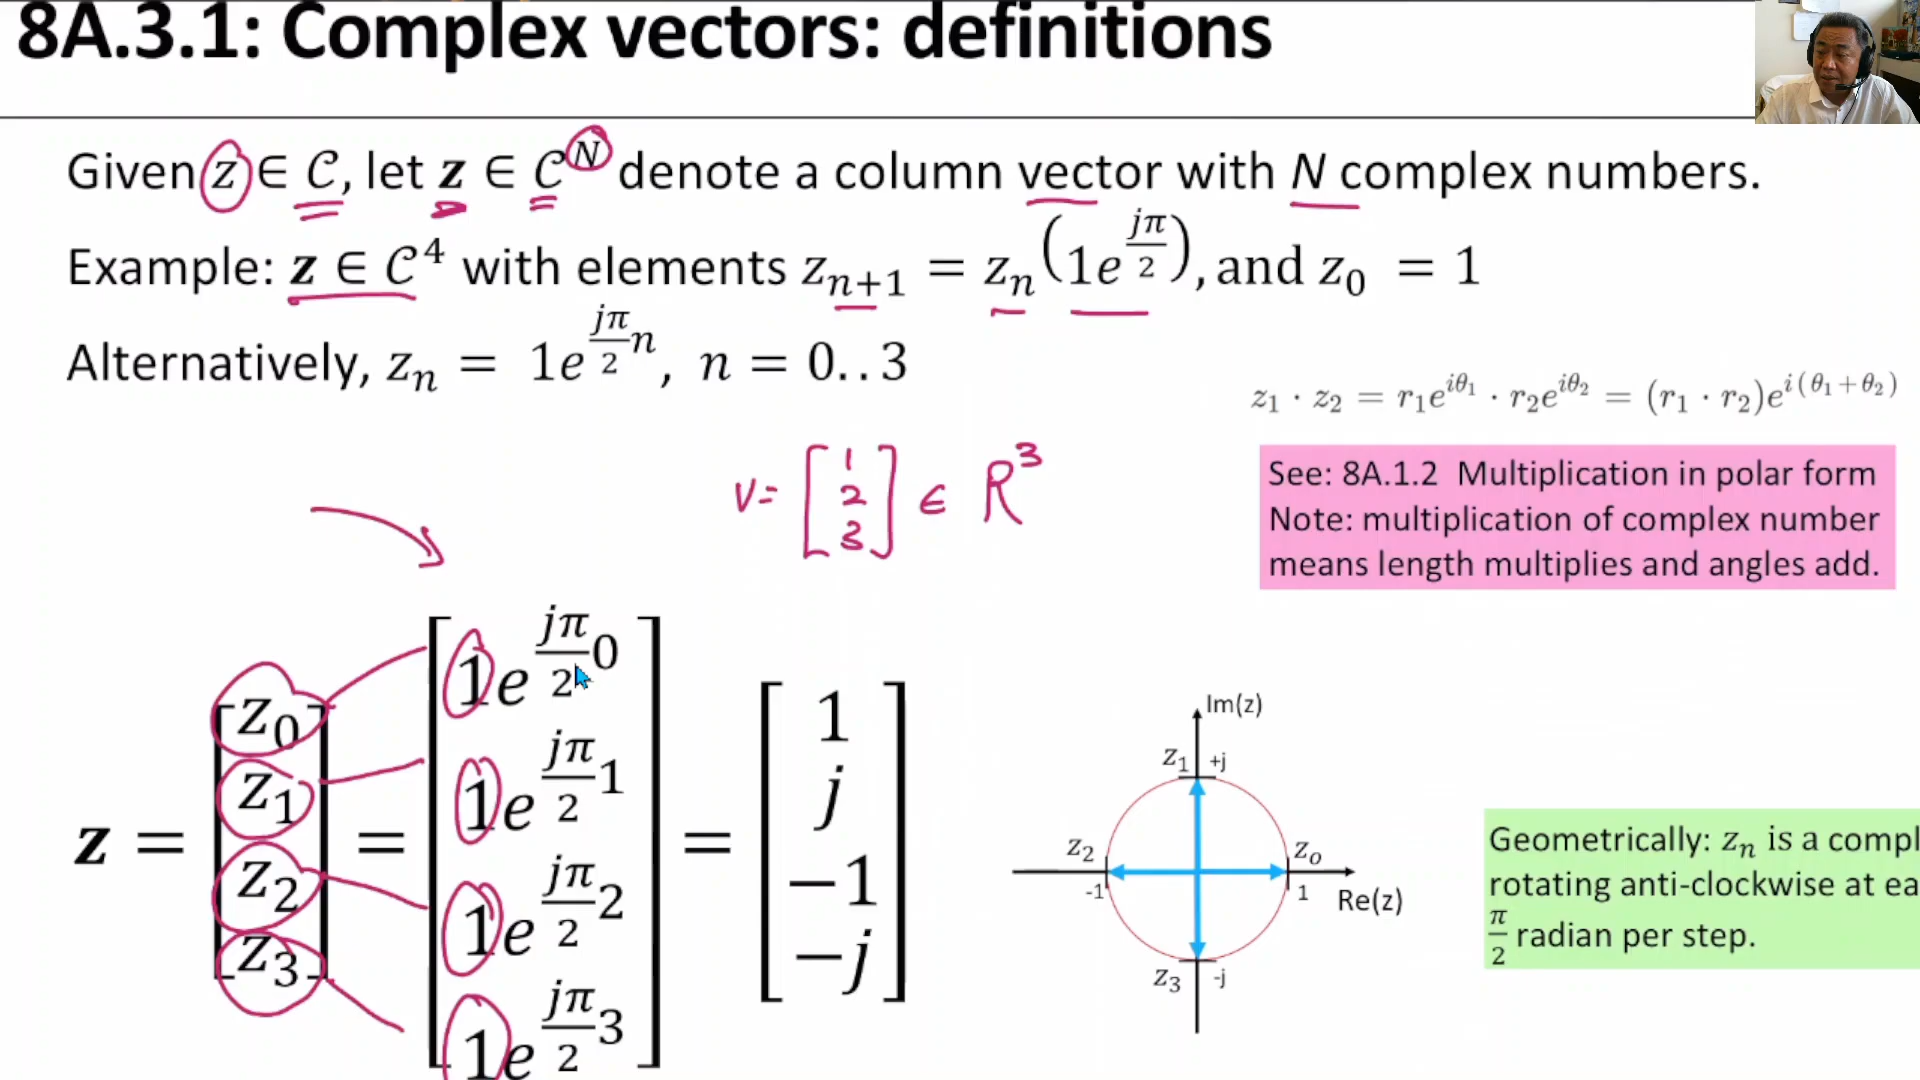 8A.3.1: Complex vectors: definitions
Given z ∈ 𝒞, let 𝒛 ∈ 𝒞^N denote a column vector with N complex numbers.
Example: 𝒛 ∈ 𝒞^4 with elements z_{n+1} = z_n(1e^{jπ/2}), and z_0 = 1
Alternatively, z_n = 1e^{(jπ/2)n}, n = 0..3
z_1 · z_2 = r_1e^{iθ_1} · r_2e^{iθ_2} = (r_1 · r_2)e^{i(θ_1+θ_2)}
See: 8A.1.2 Multiplication in polar form
Note: multiplication of complex number
means length multiplies and angles add.
v = [1 2 3] ∈ R^3
𝒛 = [z_0 z_1 z_2 z_3] = [1e^{(jπ/2)0} 1e^{(jπ/2)1} 1e^{(jπ/2)2} 1e^{(jπ/2)3}] = [1 j −1 −j]
Im(z)
z_1 +j
z_2 z_0
-1 1 Re(z)
z_3 -j
Geometrically: z_n is a compl
rotating anti-clockwise at ea
π/2 radian per step.